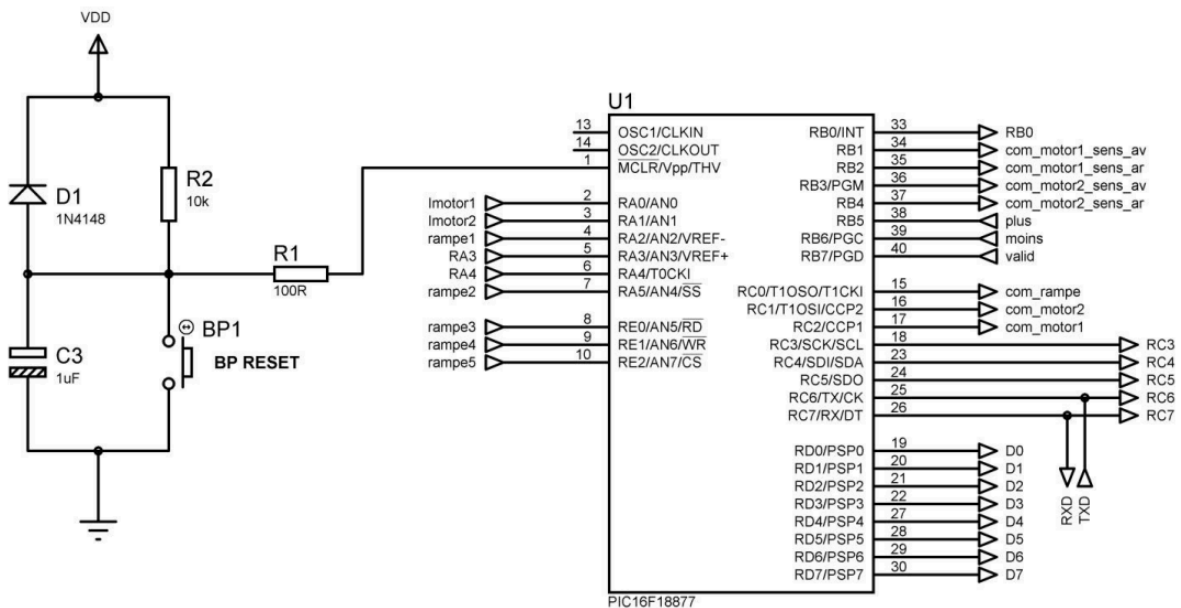 VDD
D1
1N4148
R2
10k
R1
100R
C3
1uF
BP1
BP RESET
U1
13 OSC1/CLKIN
14 OSC2/CLKOUT
1 MCLR/Vpp/THV
Imotor1 2 RA0/AN0
Imotor2 3 RA1/AN1
rampe1 4 RA2/AN2/VREF-
RA3 5 RA3/AN3/VREF+
RA4 6 RA4/T0CKI
rampe2 7 RA5/AN4/SS
rampe3 8 RE0/AN5/RD
rampe4 9 RE1/AN6/WR
rampe5 10 RE2/AN7/CS
RB0/INT 33 RB0
RB1 34 com_motor1_sens_av
RB2 35 com_motor1_sens_ar
RB3/PGM 36 com_motor2_sens_av
RB4 37 com_motor2_sens_ar
RB5 38 plus
RB6/PGC 39 moins
RB7/PGD 40 valid
RC0/T1OSO/T1CKI 15 com_rampe
RC1/T1OSI/CCP2 16 com_motor2
RC2/CCP1 17 com_motor1
RC3/SCK/SCL 18 RC3
RC4/SDI/SDA 23 RC4
RC5/SDO 24 RC5
RC6/TX/CK 25 RC6
RC7/RX/DT 26 RC7
RXD
TXD
RD0/PSP0 19 D0
RD1/PSP1 20 D1
RD2/PSP2 21 D2
RD3/PSP3 22 D3
RD4/PSP4 27 D4
RD5/PSP5 28 D5
RD6/PSP6 29 D6
RD7/PSP7 30 D7
PIC16F18877